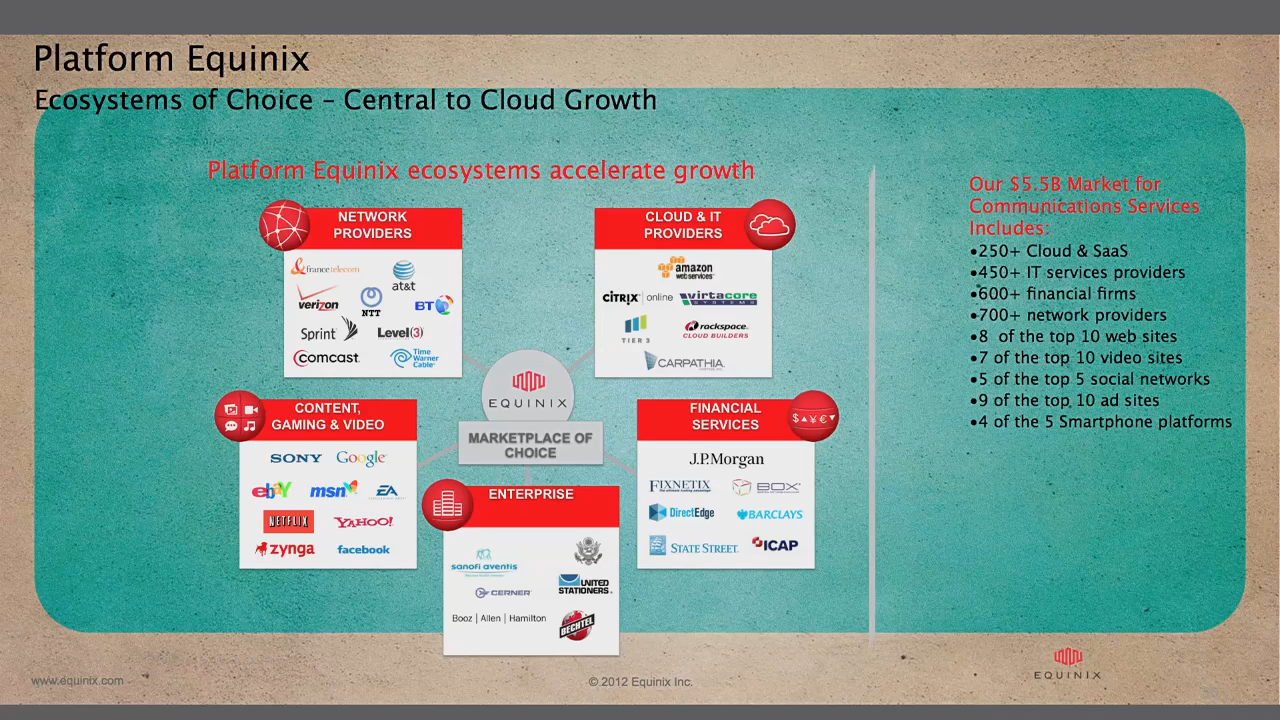 Platform Equinix
Ecosystems of Choice – Central to Cloud Growth
Platform Equinix ecosystems accelerate growth
NETWORK
PROVIDERS
francetelecom
at&t
verizon
NTT
BT
Sprint
Level(3)
Comcast
Time
Warner
Cable
CLOUD & IT
PROVIDERS
amazon
web services
CITRIX online
virtacore
SYSTEMS
TIER 3
rackspace
CLOUD BUILDERS
CARPATHIA
EQUINIX
MARKETPLACE OF
CHOICE
CONTENT,
GAMING & VIDEO
SONY
Google
ebaY
msn
EA
NETFLIX
YAHOO!
zynga
facebook
ENTERPRISE
sanofi aventis
CERNER
UNITED
STATIONERS
Booz | Allen | Hamilton
BECHTEL
FINANCIAL
SERVICES
$ ¥ €
J.P.Morgan
FIXNETIX
BOX
DirectEdge
BARCLAYS
STATE STREET
ICAP
Our $5.5B Market for
Communications Services
Includes:
•250+ Cloud & SaaS
•450+ IT services providers
•600+ financial firms
•700+ network providers
•8 of the top 10 web sites
•7 of the top 10 video sites
•5 of the top 5 social networks
•9 of the top 10 ad sites
•4 of the 5 Smartphone platforms
www.equinix.com
© 2012 Equinix Inc.
EQUINIX